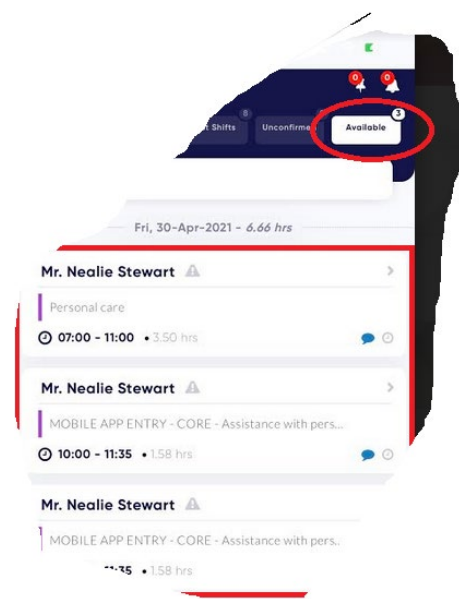 0 0
8 3
t Shifts Unconfirme Available
Fri, 30-Apr-2021 - 6.66 hrs
Mr. Nealie Stewart
Personal care
07:00 - 11:00 • 3.50 hrs
Mr. Nealie Stewart
MOBILE APP ENTRY - CORE - Assistance with pers...
10:00 - 11:35 • 1.58 hrs
Mr. Nealie Stewart
MOBILE APP ENTRY - CORE - Assistance with pers..
:35 • 1.58 hrs